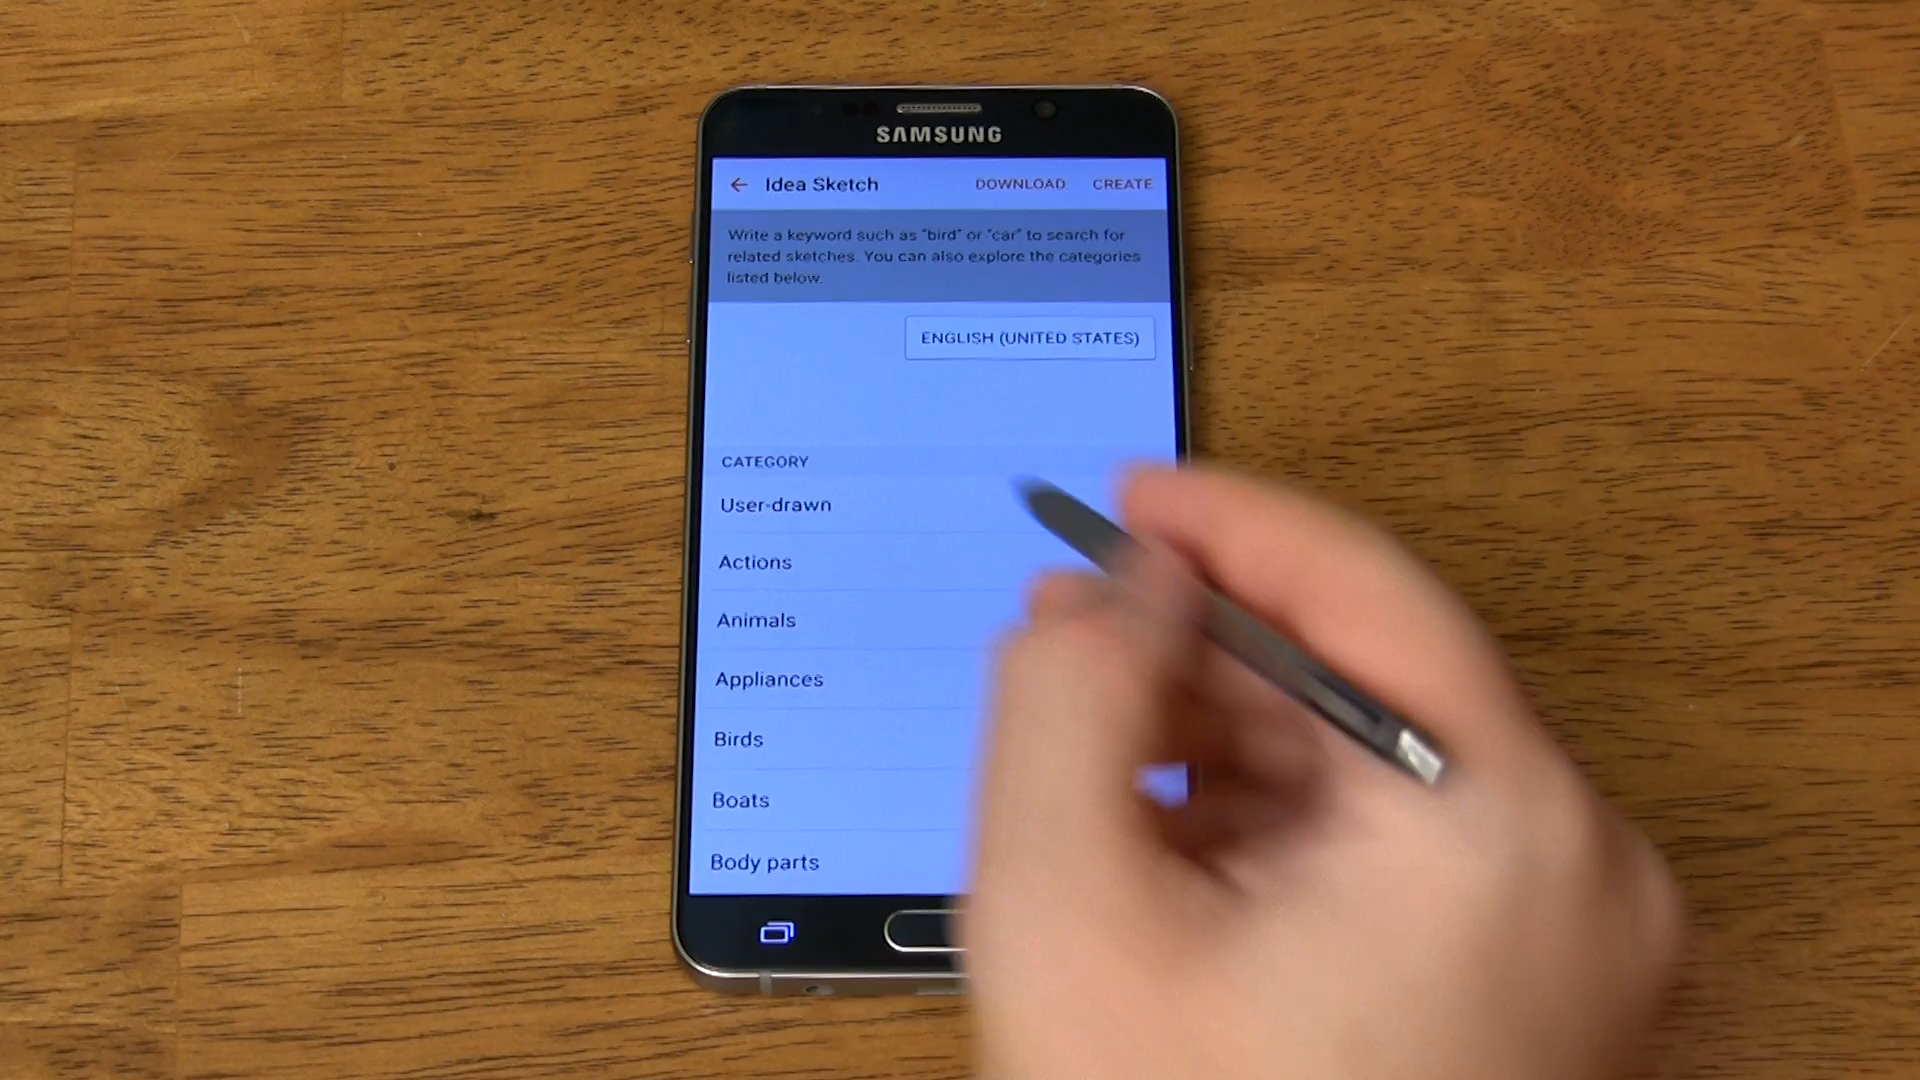 SAMSUNG
Idea Sketch DOWNLOAD CREATE
Write a keyword such as "bird" or "car" to search for
related sketches. You can also explore the categories
listed below.
ENGLISH (UNITED STATES)
CATEGORY
User-drawn
Actions
Animals
Appliances
Birds
Boats
Body parts